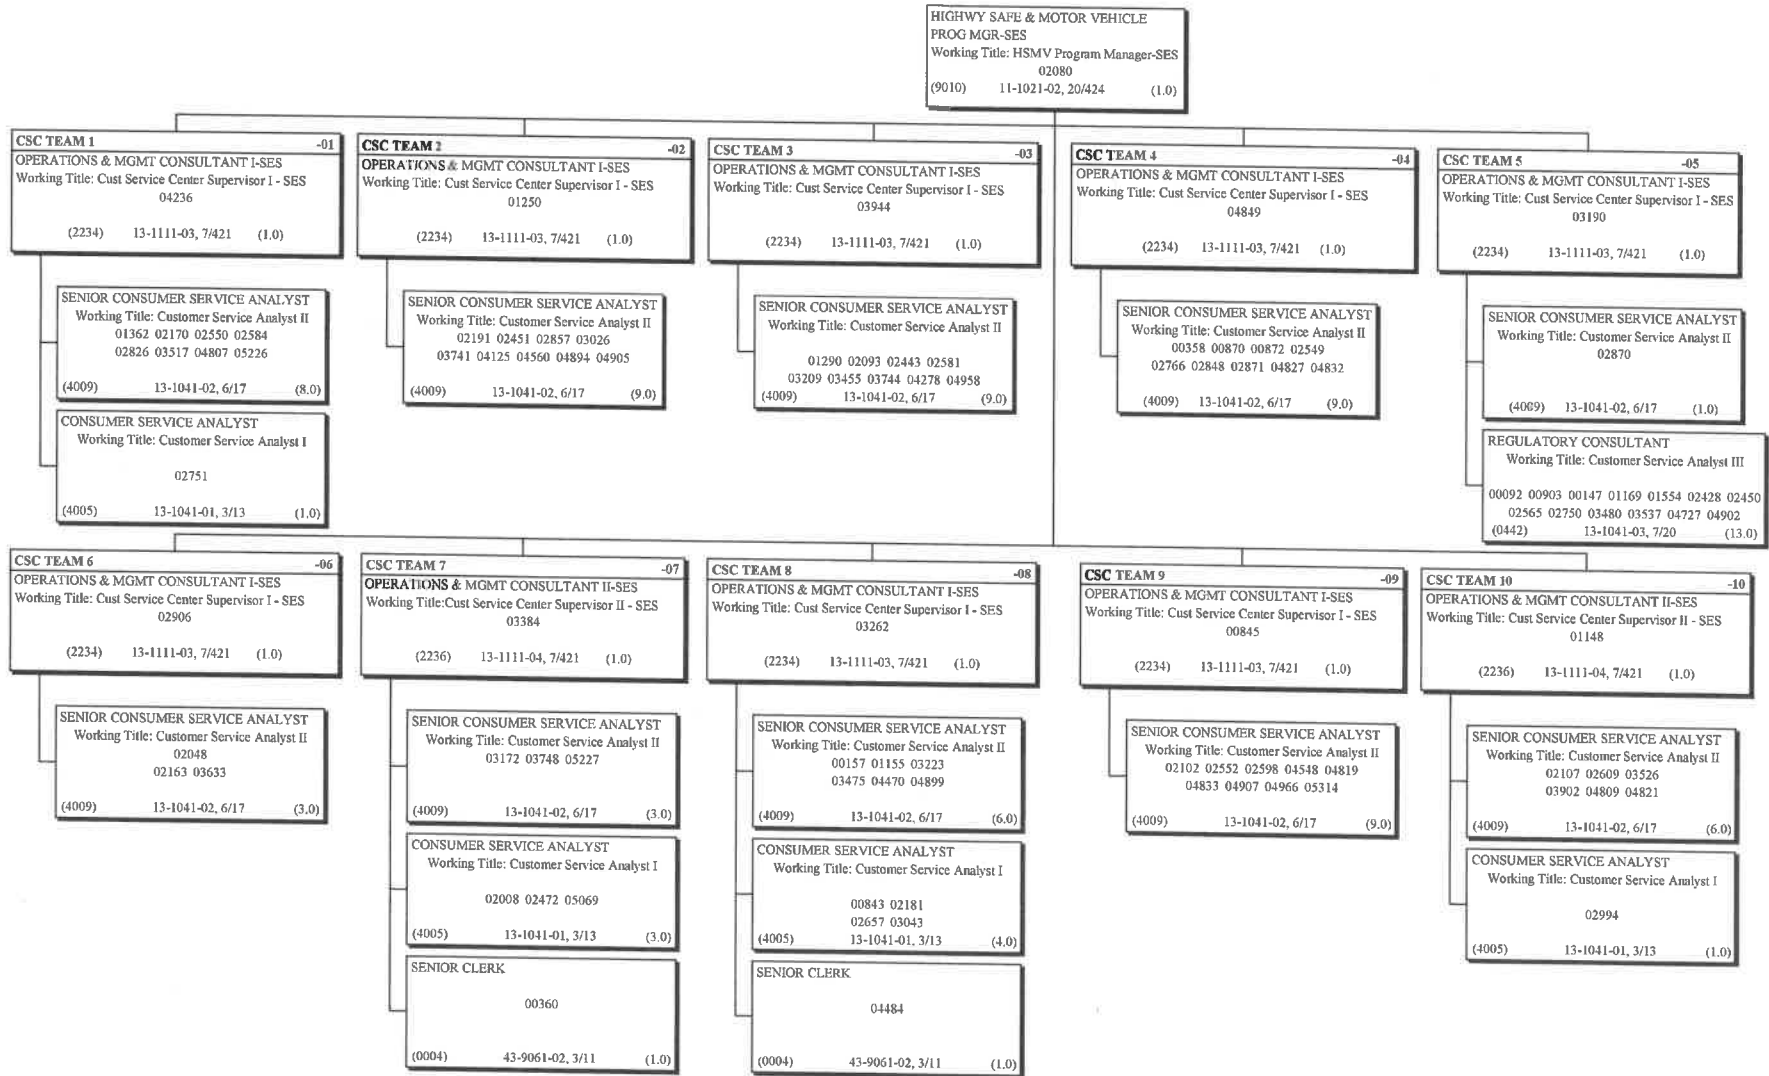 HIGHWY SAFE & MOTOR VEHICLE
PROG MGR-SES
Working Title: HSMV Program Manager-SES
02080
(9010) 11-1021-02, 20/424 (1.0)
CSC TEAM 1 -01
OPERATIONS & MGMT CONSULTANT I-SES
Working Title: Cust Service Center Supervisor I - SES
04236
(2234) 13-1111-03, 7/421 (1.0)
SENIOR CONSUMER SERVICE ANALYST
Working Title: Customer Service Analyst II
01362 02170 02550 02584
02826 03517 04807 05226
(4009) 13-1041-02, 6/17 (8.0)
CONSUMER SERVICE ANALYST
Working Title: Customer Service Analyst I
02751
(4005) 13-1041-01, 3/13 (1.0)
CSC TEAM 2 -02
OPERATIONS & MGMT CONSULTANT I-SES
Working Title: Cust Service Center Supervisor I - SES
01250
(2234) 13-1111-03, 7/421 (1.0)
SENIOR CONSUMER SERVICE ANALYST
Working Title: Customer Service Analyst II
02191 02451 02857 03026
03741 04125 04560 04894 04905
(4009) 13-1041-02, 6/17 (9.0)
CSC TEAM 3 -03
OPERATIONS & MGMT CONSULTANT I-SES
Working Title: Cust Service Center Supervisor I - SES
03944
(2234) 13-1111-03, 7/421 (1.0)
SENIOR CONSUMER SERVICE ANALYST
Working Title: Customer Service Analyst II
01290 02093 02443 02581
03209 03455 03744 04278 04958
(4009) 13-1041-02, 6/17 (9.0)
CSC TEAM 4 -04
OPERATIONS & MGMT CONSULTANT I-SES
Working Title: Cust Service Center Supervisor I - SES
04849
(2234) 13-1111-03, 7/421 (1.0)
SENIOR CONSUMER SERVICE ANALYST
Working Title: Customer Service Analyst II
00358 00870 00872 02549
02766 02848 02871 04827 04832
(4009) 13-1041-02, 6/17 (9.0)
CSC TEAM 5 -05
OPERATIONS & MGMT CONSULTANT I-SES
Working Title: Cust Service Center Supervisor I - SES
03190
(2234) 13-1111-03, 7/421 (1.0)
SENIOR CONSUMER SERVICE ANALYST
Working Title: Customer Service Analyst II
02870
(4009) 13-1041-02, 6/17 (1.0)
REGULATORY CONSULTANT
Working Title: Customer Service Analyst III
00092 00903 00147 01169 01554 02428 02450
02565 02750 03480 03537 04727 04902
(0442) 13-1041-03, 7/20 (13.0)
CSC TEAM 6 -06
OPERATIONS & MGMT CONSULTANT I-SES
Working Title: Cust Service Center Supervisor I - SES
02906
(2234) 13-1111-03, 7/421 (1.0)
SENIOR CONSUMER SERVICE ANALYST
Working Title: Customer Service Analyst II
02048
02163 03633
(4009) 13-1041-02, 6/17 (3.0)
CSC TEAM 7 -07
OPERATIONS & MGMT CONSULTANT II-SES
Working Title:Cust Service Center Supervisor II - SES
03384
(2236) 13-1111-04, 7/421 (1.0)
SENIOR CONSUMER SERVICE ANALYST
Working Title: Customer Service Analyst II
03172 03748 05227
(4009) 13-1041-02, 6/17 (3.0)
CONSUMER SERVICE ANALYST
Working Title: Customer Service Analyst I
02008 02472 05069
(4005) 13-1041-01, 3/13 (3.0)
SENIOR CLERK
00360
(0004) 43-9061-02, 3/11 (1.0)
CSC TEAM 8 -08
OPERATIONS & MGMT CONSULTANT I-SES
Working Title: Cust Service Center Supervisor I - SES
03262
(2234) 13-1111-03, 7/421 (1.0)
SENIOR CONSUMER SERVICE ANALYST
Working Title: Customer Service Analyst II
00157 01155 03223
03475 04470 04899
(4009) 13-1041-02, 6/17 (6.0)
CONSUMER SERVICE ANALYST
Working Title: Customer Service Analyst I
00843 02181
02657 03043
(4005) 13-1041-01, 3/13 (4.0)
SENIOR CLERK
04484
(0004) 43-9061-02, 3/11 (1.0)
CSC TEAM 9 -09
OPERATIONS & MGMT CONSULTANT I-SES
Working Title: Cust Service Center Supervisor I - SES
00845
(2234) 13-1111-03, 7/421 (1.0)
SENIOR CONSUMER SERVICE ANALYST
Working Title: Customer Service Analyst II
02102 02552 02598 04548 04819
04833 04907 04966 05314
(4009) 13-1041-02, 6/17 (9.0)
CSC TEAM 10 -10
OPERATIONS & MGMT CONSULTANT II-SES
Working Title: Cust Service Center Supervisor II - SES
01148
(2236) 13-1111-04, 7/421 (1.0)
SENIOR CONSUMER SERVICE ANALYST
Working Title: Customer Service Analyst II
02107 02609 03526
03902 04809 04821
(4009) 13-1041-02, 6/17 (6.0)
CONSUMER SERVICE ANALYST
Working Title: Customer Service Analyst I
02994
(4005) 13-1041-01, 3/13 (1.0)